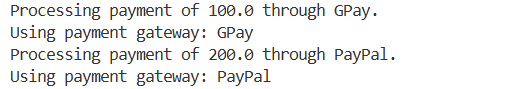 Processing payment of 100.0 through GPay.
Using payment gateway: GPay
Processing payment of 200.0 through PayPal.
Using payment gateway: PayPal